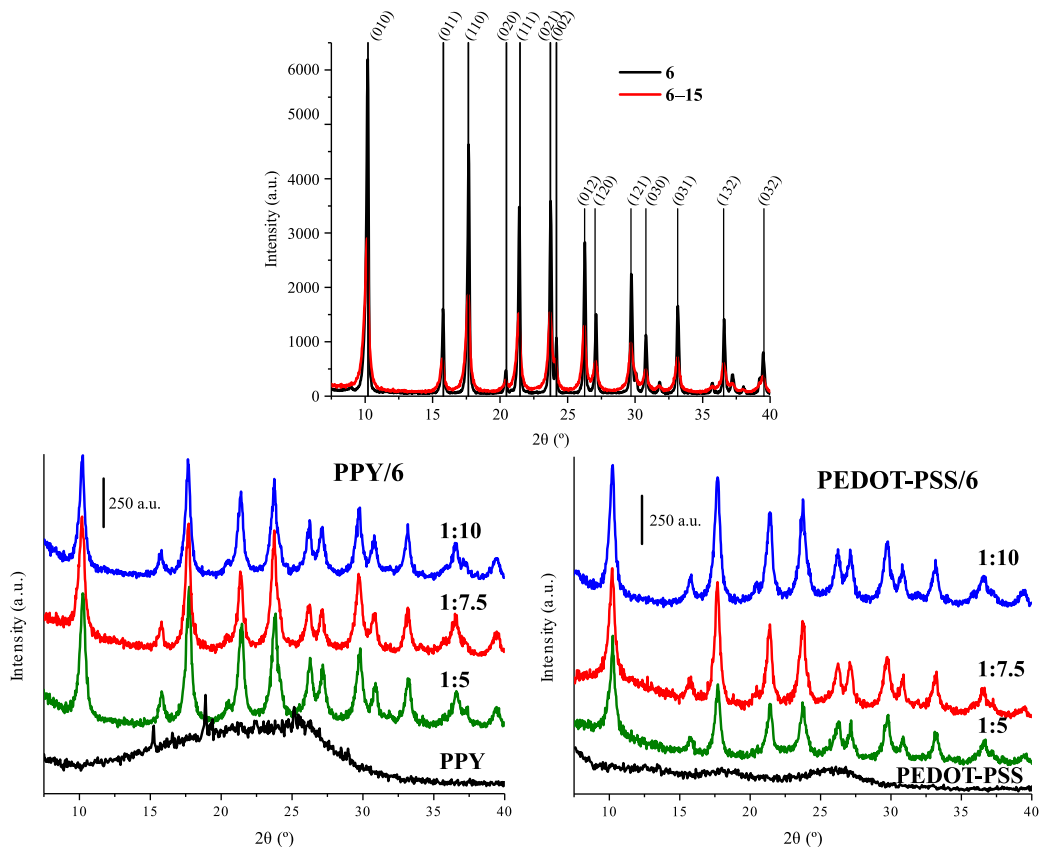 (010)
(011)
(110)
(020)
(111)
(021)
(002)
6
6–15
(012)
(120)
(121)
(030)
(031)
(132)
(032)
6000
5000
4000
3000
2000
1000
0
Intensity (a.u.)
10 15 20 25 30 35 40
2θ (º)
PPY/6
250 a.u.
1:10
1:7.5
1:5
PPY
Intensity (a.u.)
10 15 20 25 30 35 40
2θ (º)
PEDOT-PSS/6
250 a.u.
1:10
1:7.5
1:5
PEDOT-PSS
Intensity (a.u.)
10 15 20 25 30 35 40
2θ (º)